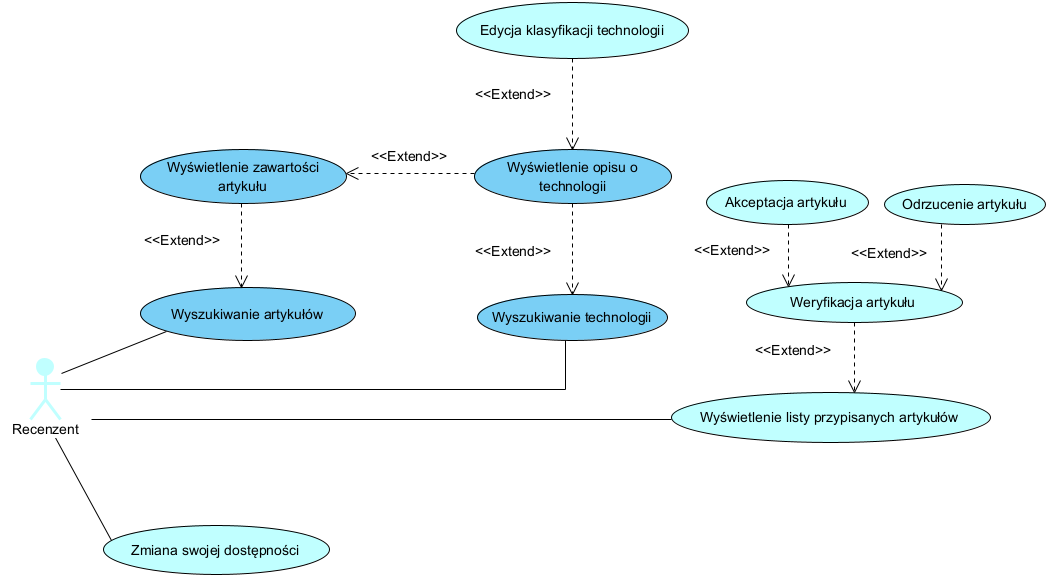 Edycja klasyfikacji technologii
<<Extend>>
<<Extend>>
Wyświetlenie zawartości
artykułu
Wyświetlenie opisu o
technologii
Akceptacja artykułu
Odrzucenie artykułu
<<Extend>>
<<Extend>>
<<Extend>>
<<Extend>>
Wyszukiwanie artykułów
Wyszukiwanie technologii
Weryfikacja artykułu
<<Extend>>
Recenzent
Wyświetlenie listy przypisanych artykułów
Zmiana swojej dostępności